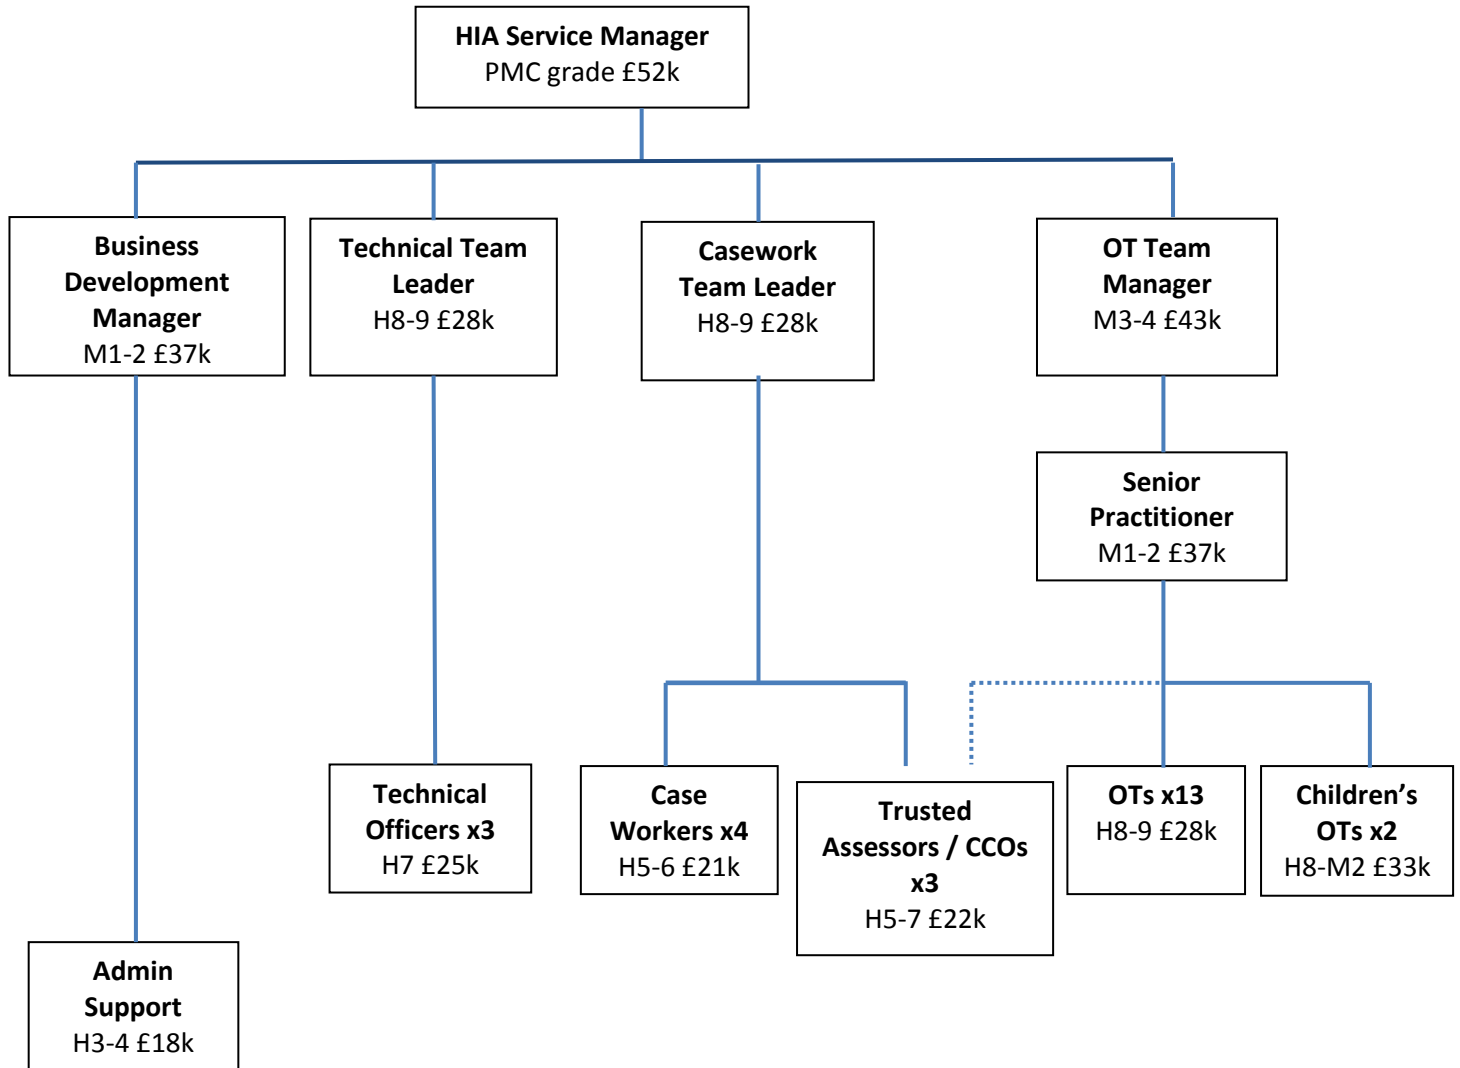 HIA Service Manager
PMC grade £52k
Business
Development
Manager
M1-2 £37k
Technical Team
Leader
H8-9 £28k
Casework
Team Leader
H8-9 £28k
OT Team
Manager
M3-4 £43k
Senior
Practitioner
M1-2 £37k
Technical
Officers x3
H7 £25k
Case
Workers x4
H5-6 £21k
Trusted
Assessors / CCOs
x3
H5-7 £22k
OTs x13
H8-9 £28k
Children’s
OTs x2
H8-M2 £33k
Admin
Support
H3-4 £18k